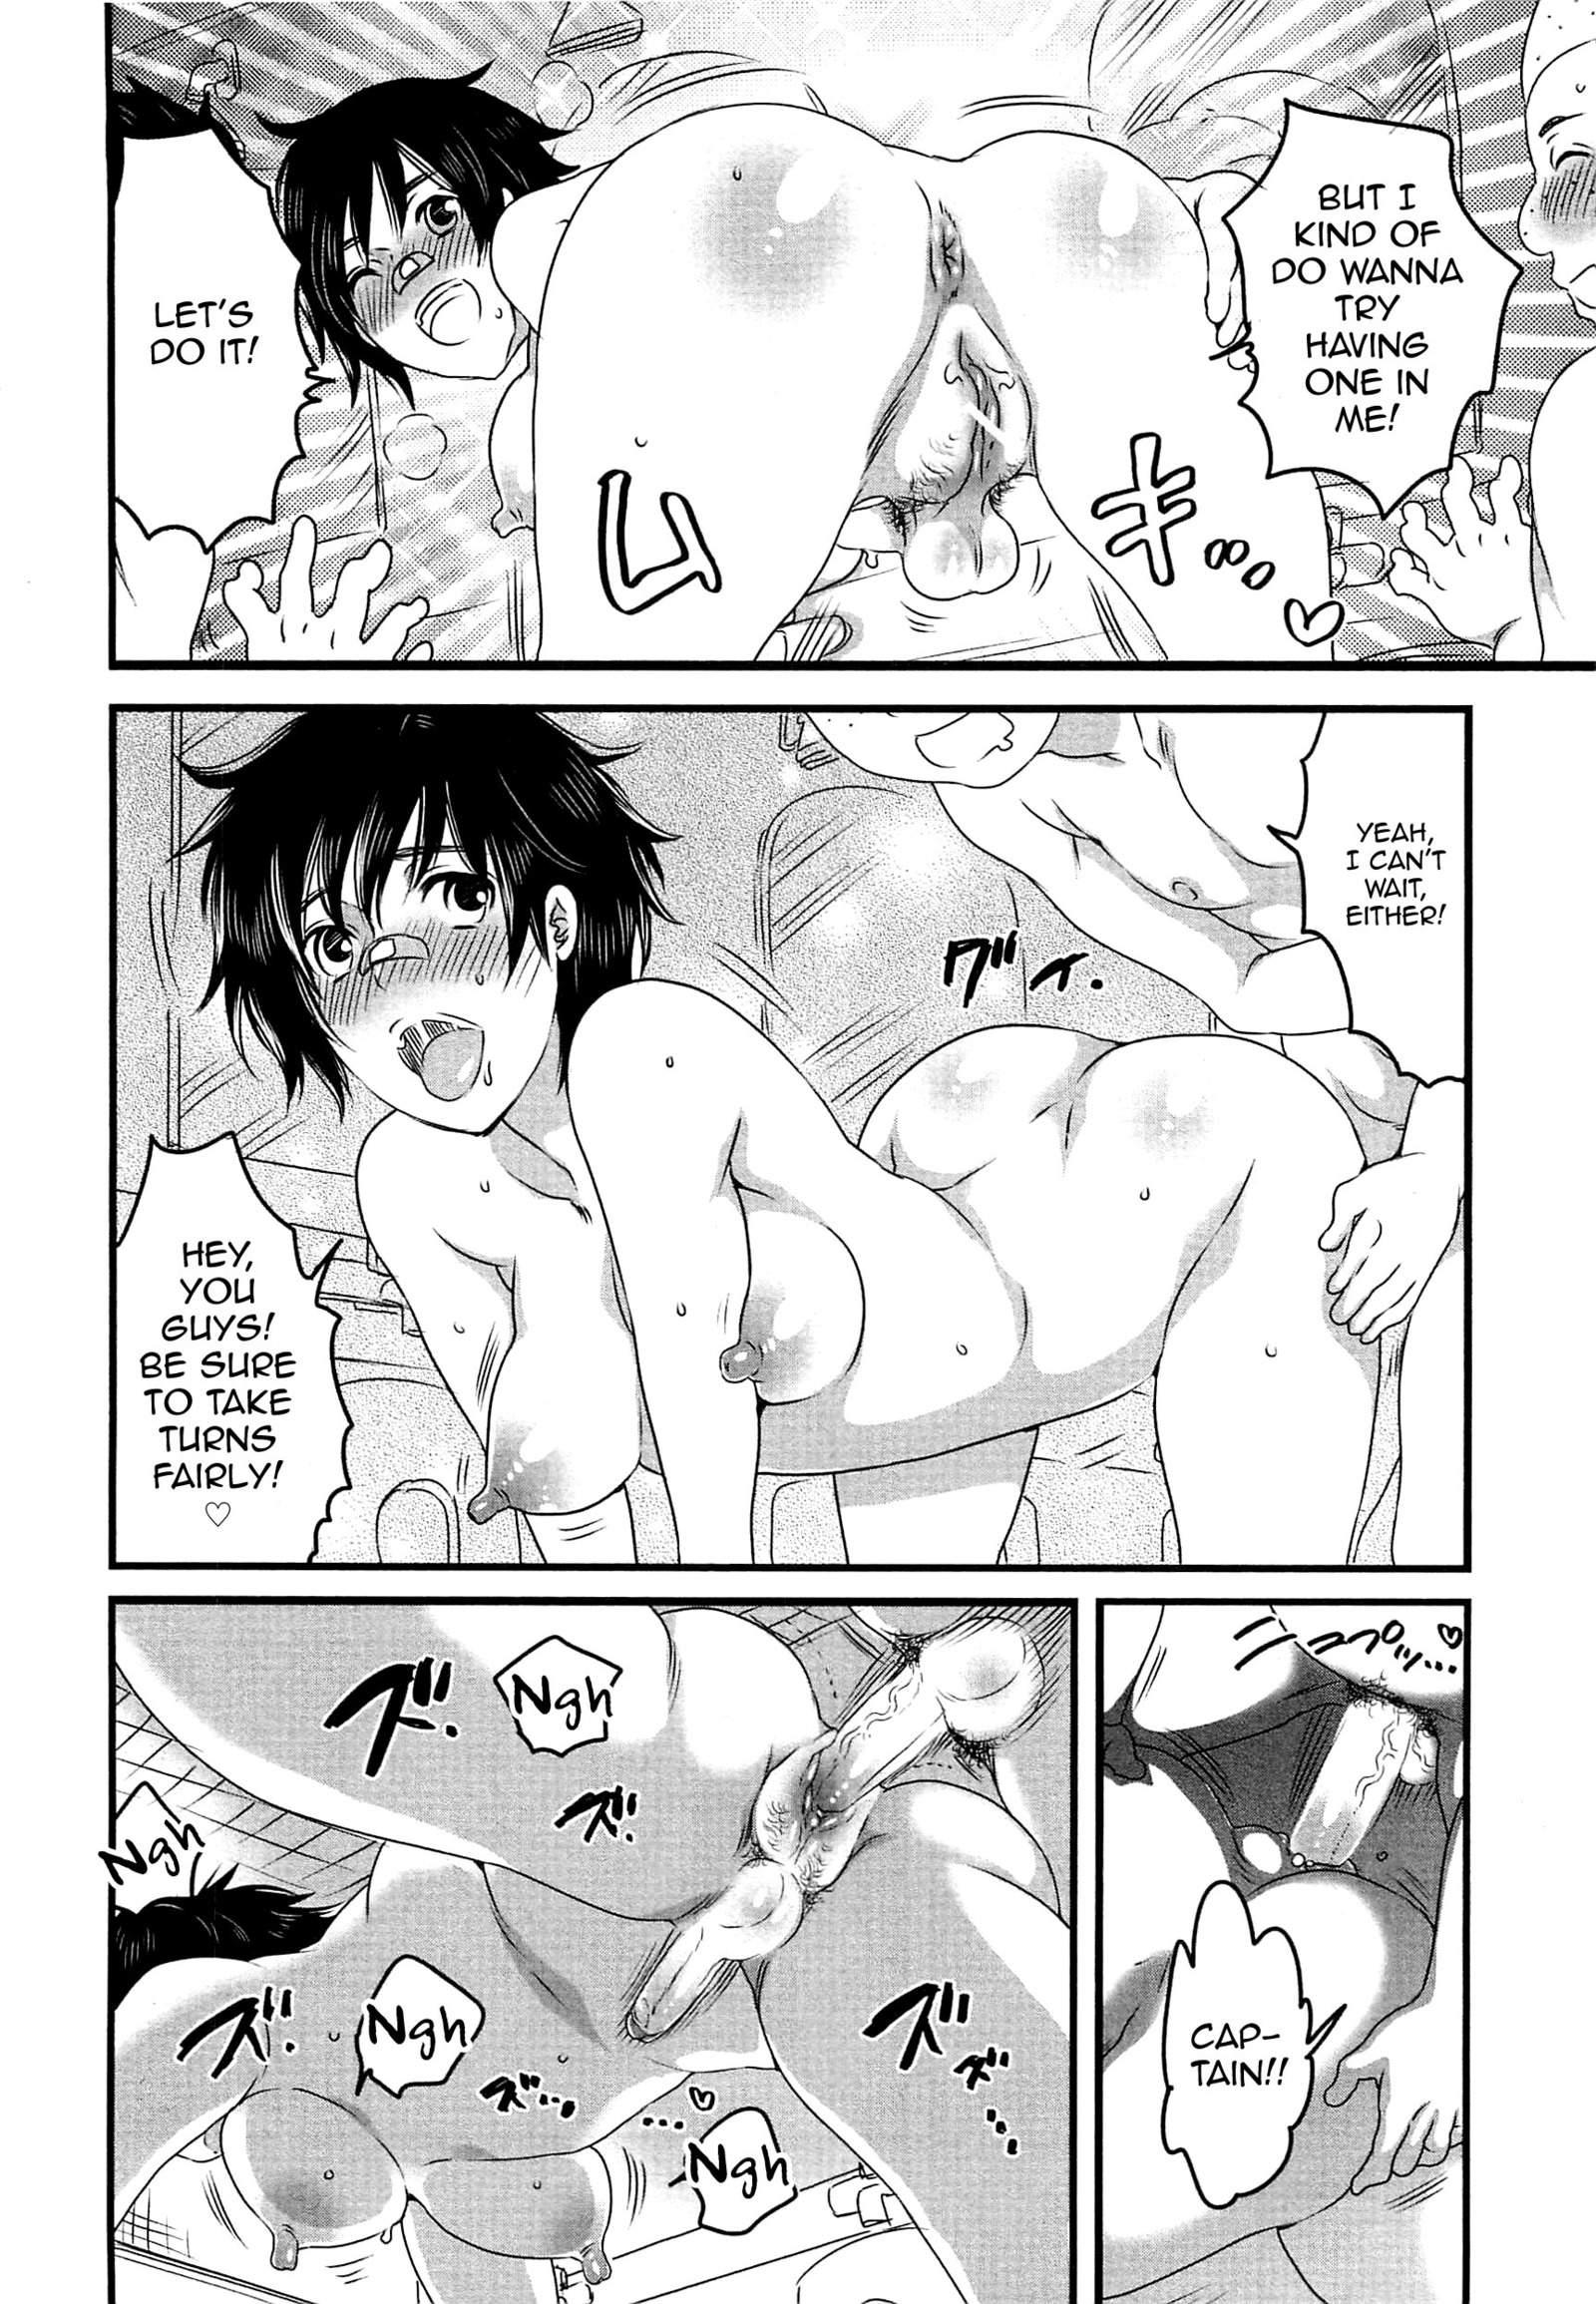 BUT I
KIND OF
DO WANNA
TRY
HAVING
ONE IN
ME!
LET'S
DO IT!
ム
キッ
YEAH,
I CAN'T
WAIT,
EITHER!
グイ
HEY,
YOU
GUYS!
BE SURE
TO TAKE
TURNS
FAIRLY!
♡
CAP-
TAIN!!
ズ
Ngh
ズ
Ngh
ズ
Ngh
ズ...
ズ
ズ
Ngh